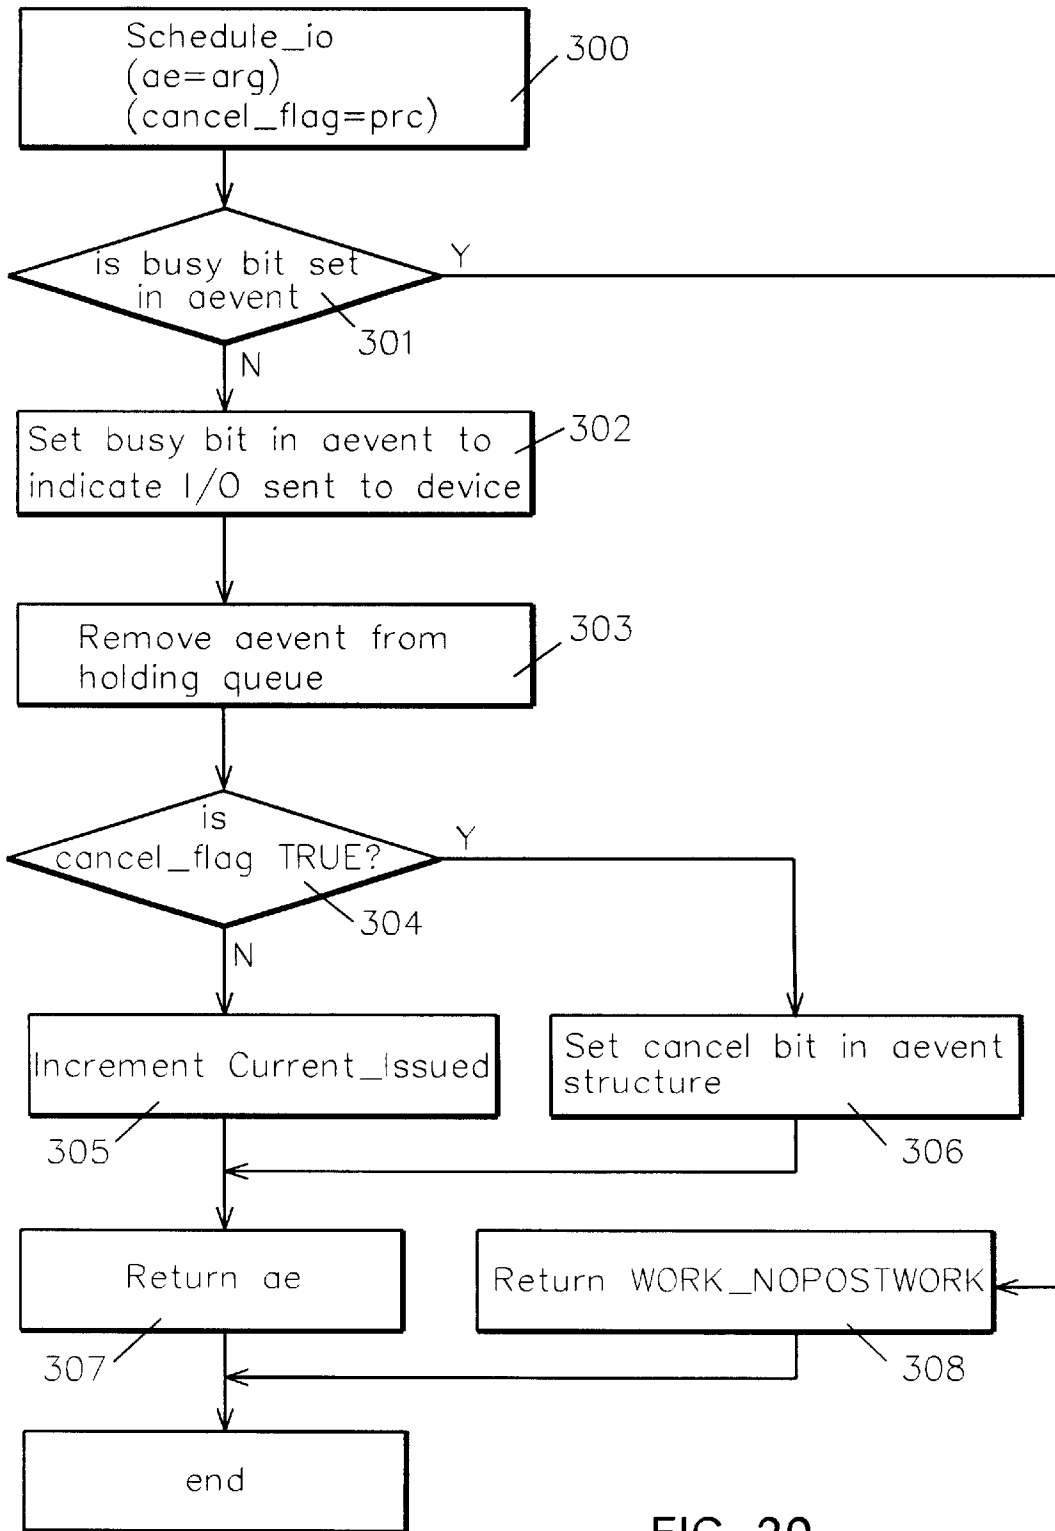 Schedule_io
(ae=arg)
(cancel_flag=prc)
300
is busy bit set
in aevent
Y
301
N
Set busy bit in aevent to
indicate I/O sent to device
302
Remove aevent from
holding queue
303
is
cancel_flag TRUE?
Y
304
N
Increment Current_Issued
305
Set cancel bit in aevent
structure
306
Return ae
307
Return WORK_NOPOSTWORK
308
end